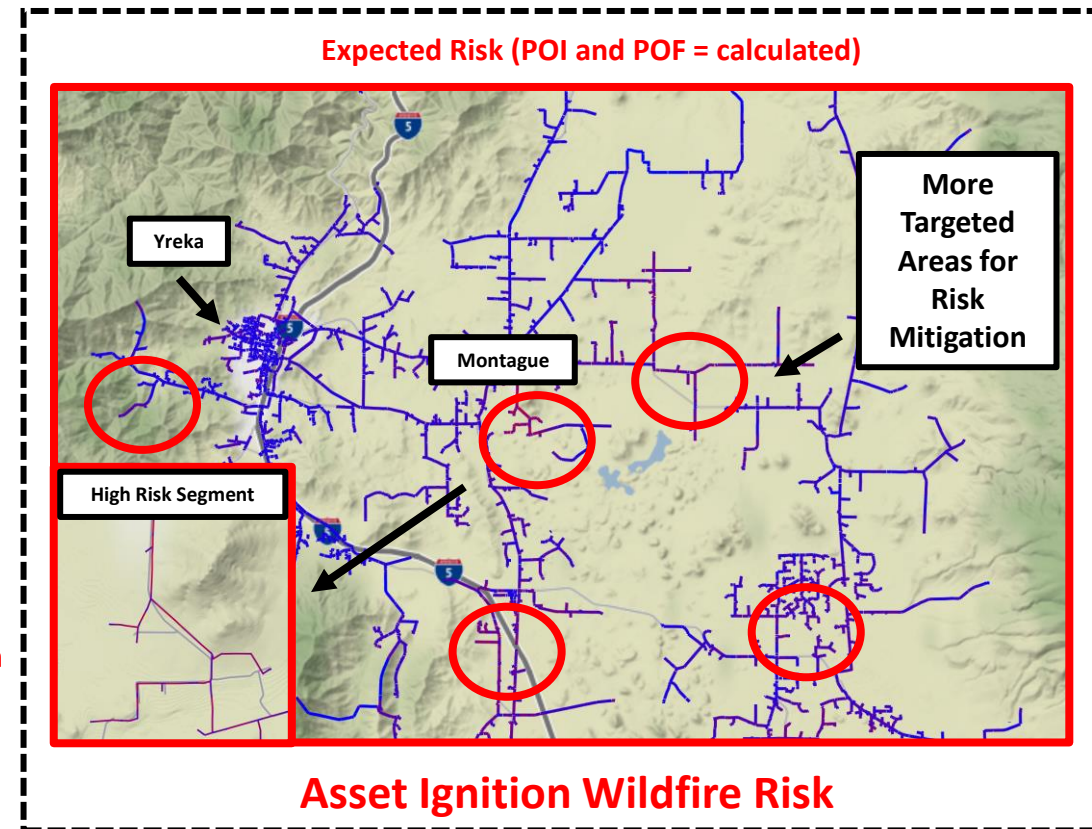 Expected Risk (POI and POF = calculated)
5
More
Targeted
Areas for
Risk
Mitigation
Yreka
5
Montague
High Risk Segment
5
Asset Ignition Wildfire Risk